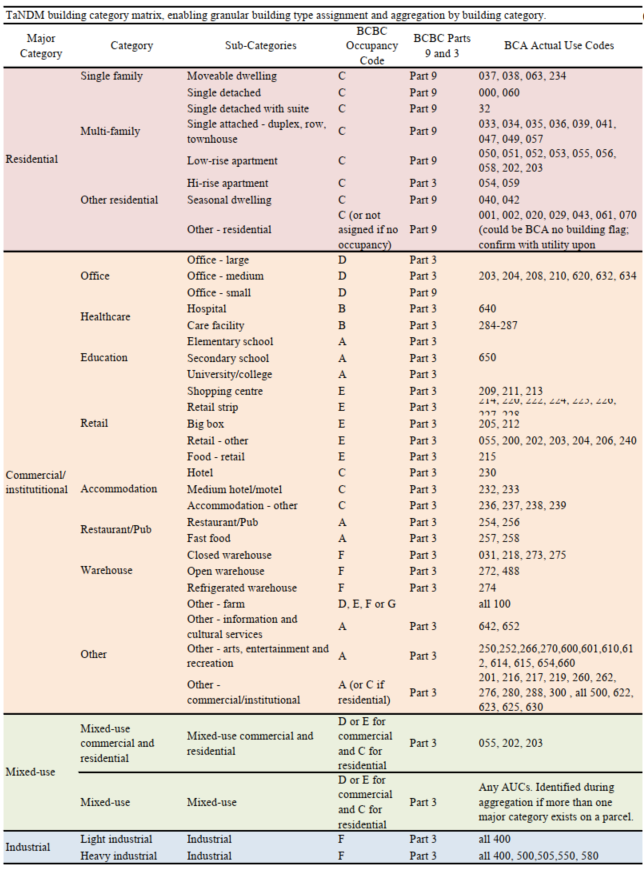 TaNDM building category matrix, enabling granular building type assignment and aggregation by building category. (
Major Category Category Sub-Categories BCBC Occupancy Code BCBC Parts 9 and 3 BCA Actual Use Codes
Residential
Single family Moveable dwelling C Part 9 037, 038, 063, 234
Single detached C Part 9 000, 060
Single detached with suite C Part 9 32
Multi-family Single attached - duplex, row, townhouse C Part 9 033, 034, 035, 036, 039, 041, 047, 049, 057
Low-rise apartment C Part 9 050, 051, 052, 053, 055, 056, 058, 202, 203
Hi-rise apartment C Part 3 054, 059
Other residential Seasonal dwelling C Part 9 040, 042
Other - residential C (or not asigned if no occupancy) Part 9 001, 002, 020, 029, 043, 061, 070 (could be BCA no building flag; confirm with utility upon
Commercial/ institutitional
Office - large D Part 3
Office Office - medium D Part 3 203, 204, 208, 210, 620, 632, 634
Office - small D Part 9
Healthcare Hospital B Part 3 640
Care facility B Part 3 284-287
Elementary school A Part 3
Education Secondary school A Part 3 650
University/college A Part 3
Shopping centre E Part 3 209, 211, 213
Retail strip E Part 3 214, 220, 222, 224, 225, 226, 227, 228
Retail Big box E Part 3 205, 212
Retail - other E Part 3 055, 200, 202, 203, 204, 206, 240
Food - retail E Part 3 215
Hotel C Part 3 230
Accommodation Medium hotel/motel C Part 3 232, 233
Accommodation - other C Part 3 236, 237, 238, 239
Restaurant/Pub Restaurant/Pub A Part 3 254, 256
Fast food A Part 3 257, 258
Closed warehouse F Part 3 031, 218, 273, 275
Warehouse Open warehouse F Part 3 272, 488
Refrigerated warehouse F Part 3 274
Other - farm D, E, F or G all 100
Other - information and cultural services A Part 3 642, 652
Other Other - arts, entertainment and recreation A Part 3 250,252,266,270,600,601,610,61 2, 614, 615, 654,660
Other - commercial/institutional A (or C if residential) Part 3 201, 216, 217, 219, 260, 262, 276, 280, 288, 300 , all 500, 622, 623, 625, 630
Mixed-use
Mixed-use commercial and residential Mixed-use commercial and residential D or E for commercial and C for residential Part 3 055, 202, 203
Mixed-use Mixed-use D or E for commercial and C for residential Part 3 Any AUCs. Identified during aggregation if more than one major category exists on a parcel.
Industrial
Light industrial Industrial F Part 3 all 400
Heavy industrial Industrial F Part 3 all 400, 500,505,550, 580